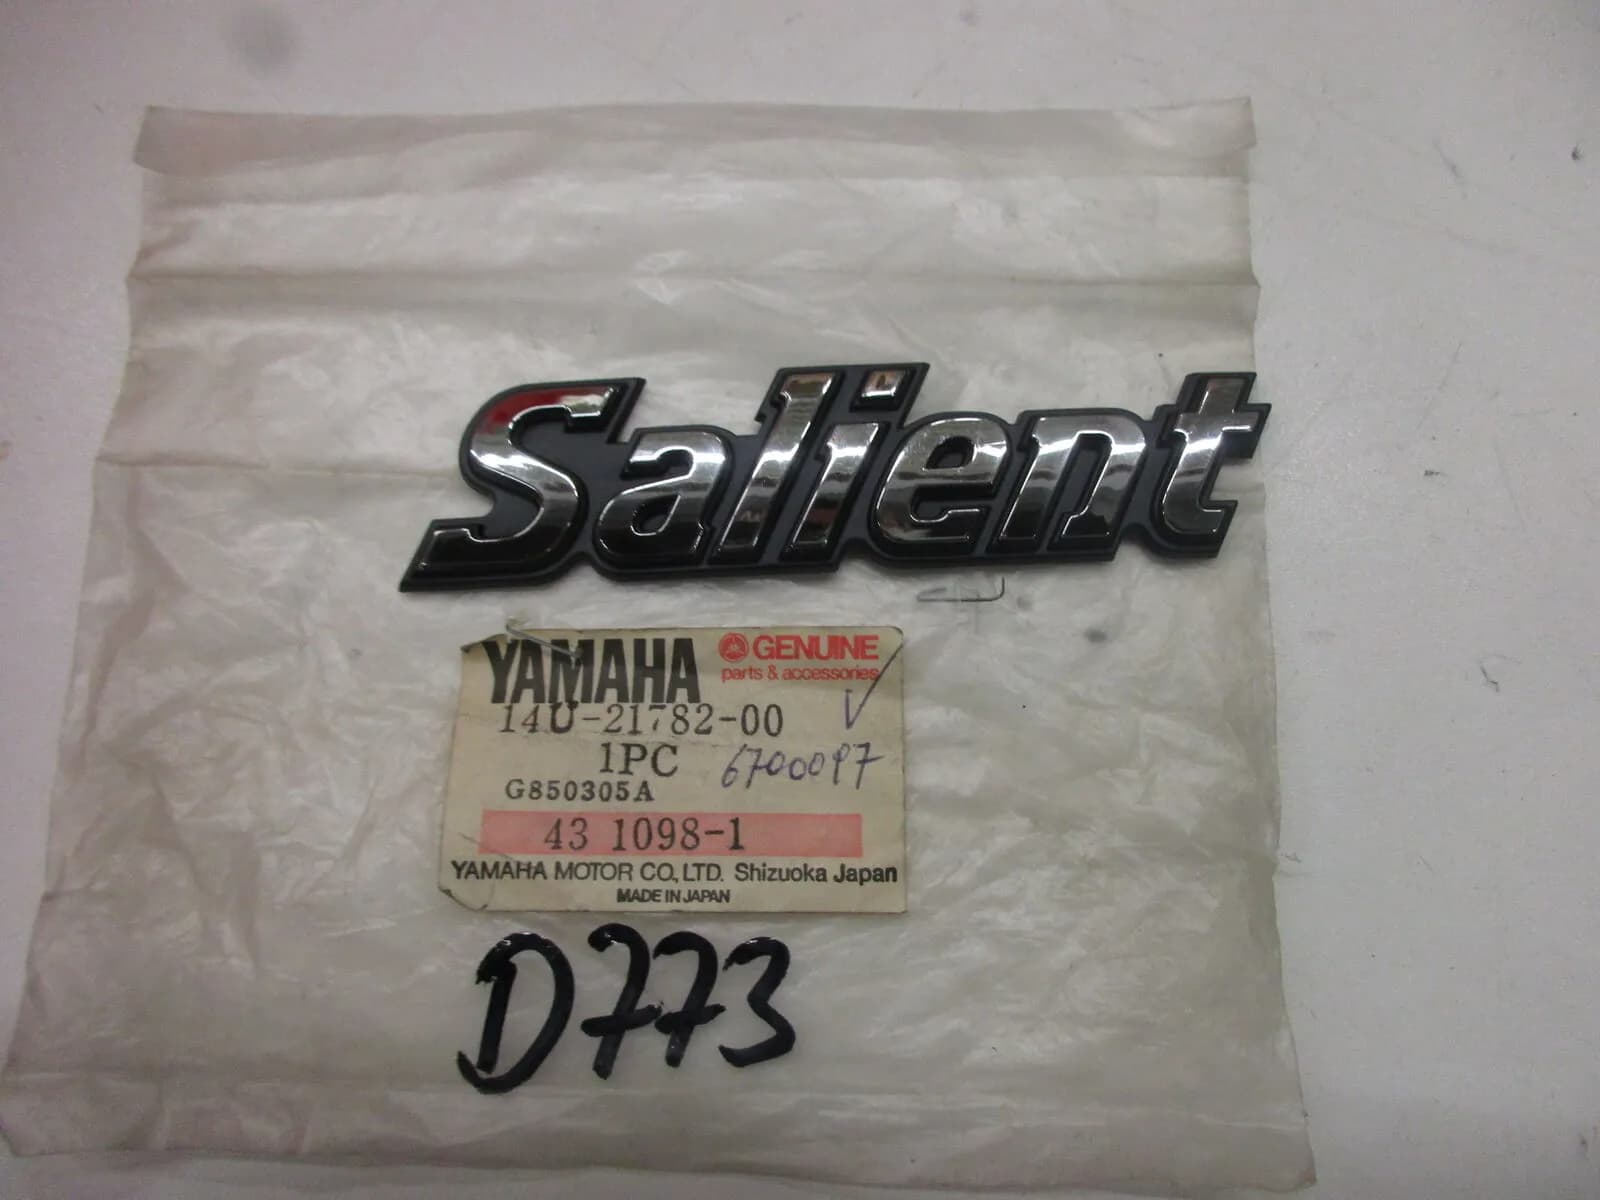 Salient
YAMAHA GENUINE
parts & accessories
14U-21782-00
1PC 6700097
G850305A
43 1098-1
YAMAHA MOTOR CO., LTD. Shizuoka Japan
MADE IN JAPAN
D773